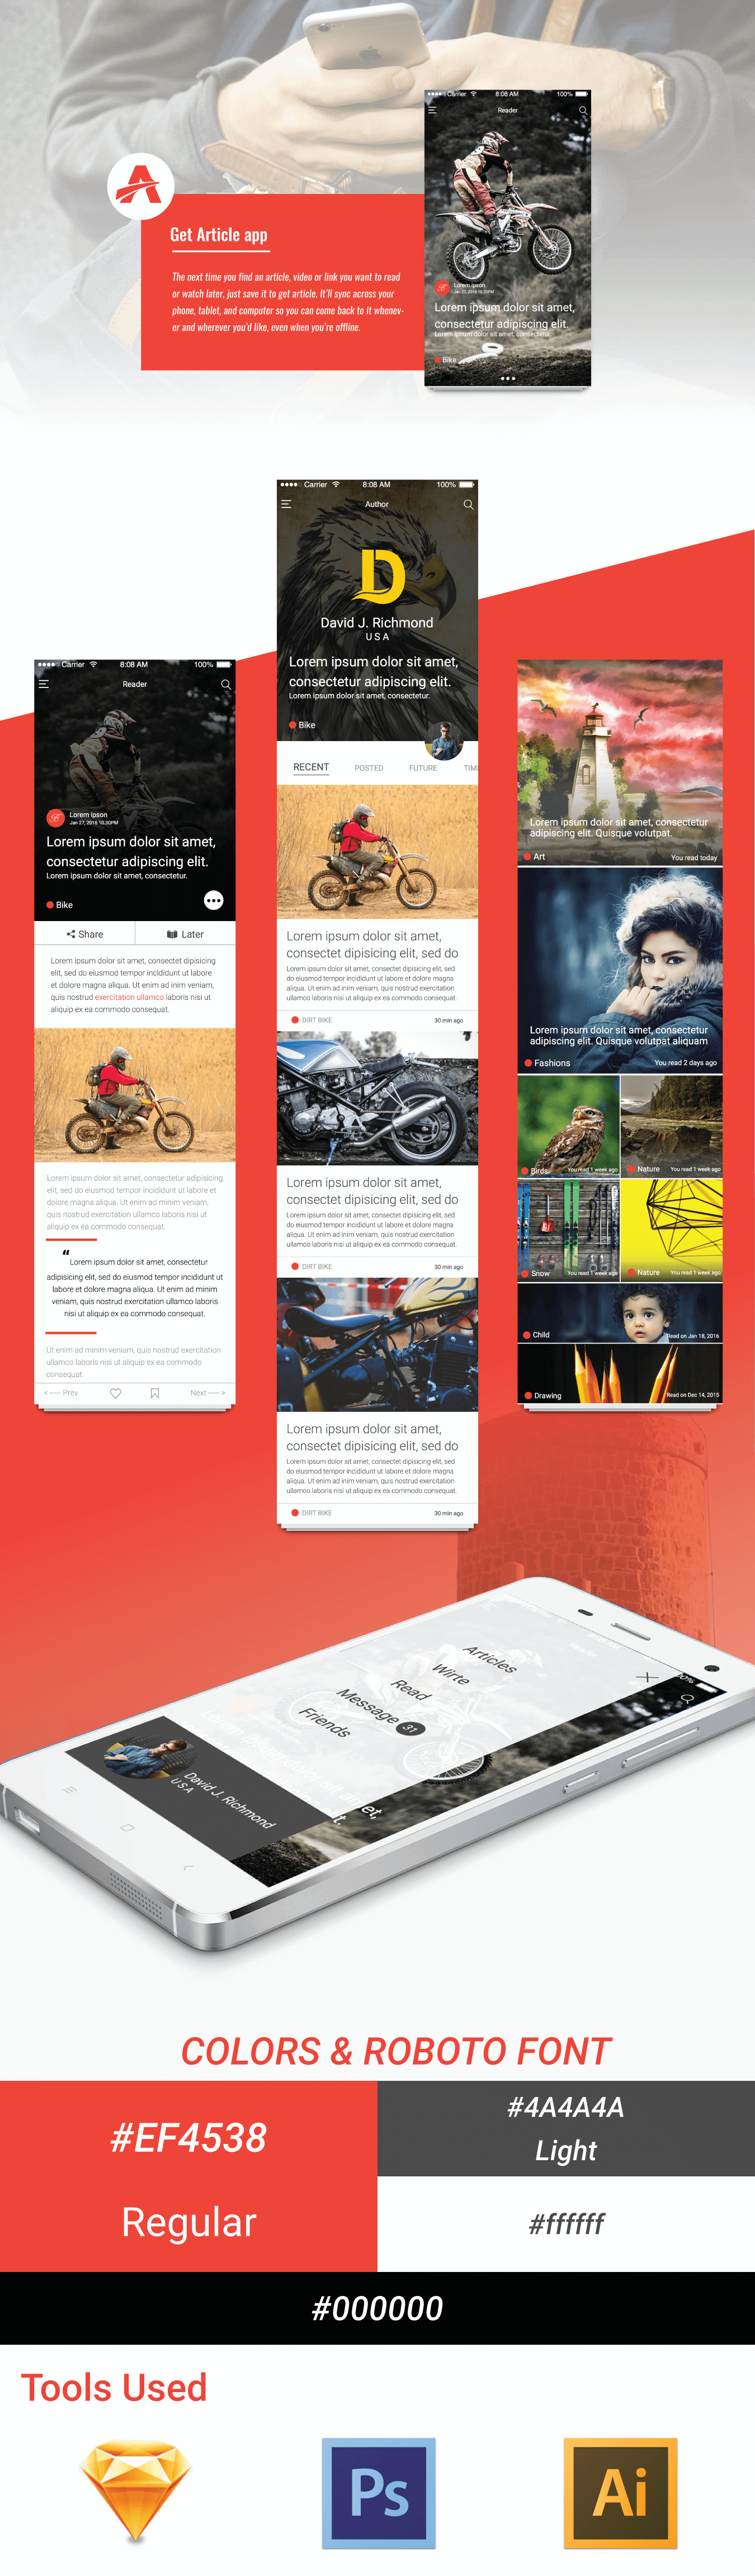 Carrier 8:08 AM 100%
Reader
Get Article app
The next time you find an article, video or link you want to read
or watch later, just save it to get article. It'll sync across your
phone, tablet, and computer so you can come back to it whenev-
er and wherever you'd like, even when you're offline.
Lorem Ipson
Jan 27, 2016 10.30PM
Lorem ipsum dolor sit amet,
consectetur adipiscing elit.
Lorem ipsum dolor sit amet, consectetur.
Bike
Carrier 8:08 AM 100%
Author
D
David J. Richmond
USA
Lorem ipsum dolor sit amet,
consectetur adipiscing elit.
Lorem ipsum dolor sit amet, consectetur.
Bike
RECENT POSTED FUTURE TIM
Lorem ipsum dolor sit amet,
consectet dipisicing elit, sed do
Lorem ipsum dolor sit amet, consectet dipisicing elit, sed
do eiusmod tempor incididunt ut labore et dolore magna
aliqua. Ut enim ad minim veniam, quis nostrud exercitation
ullamco laboris nisi ut aliquip ex ea commodo consequat.
DIRT BIKE 30 min ago
Lorem ipsum dolor sit amet,
consectet dipisicing elit, sed do
Lorem ipsum dolor sit amet, consectet dipisicing elit, sed
do eiusmod tempor incididunt ut labore et dolore magna
aliqua. Ut enim ad minim veniam, quis nostrud exercitation
ullamco laboris nisi ut aliquip ex ea commodo consequat.
DIRT BIKE 30 min ago
Lorem ipsum dolor sit amet,
consectet dipisicing elit, sed do
Lorem ipsum dolor sit amet, consectet dipisicing elit, sed
do eiusmod tempor incididunt ut labore et dolore magna
aliqua. Ut enim ad minim veniam, quis nostrud exercitation
ullamco laboris nisi ut aliquip ex ea commodo consequat.
DIRT BIKE 30 min ago
Carrier 8:08 AM 100%
Reader
Lorem Ipson
Jan 27, 2016 10.30PM
Lorem ipsum dolor sit amet,
consectetur adipiscing elit.
Lorem ipsum dolor sit amet, consectetur.
Bike
Share Later
Lorem ipsum dolor sit amet, consectet dipisicing
elit, sed do eiusmod tempor incididunt ut labore
et dolore magna aliqua. Ut enim ad minim veniam,
quis nostrud exercitation ullamco laboris nisi ut
aliquip ex ea commodo consequat.
Lorem ipsum dolor sit amet, consectetur adipisicing
elit, sed do eiusmod tempor incididunt ut labore et
dolore magna aliqua. Ut enim ad minim veniam,
quis nostrud exercitation ullamco laboris nisi ut
aliquip ex ea commodo consequat.
“ Lorem ipsum dolor sit amet, consectetur
adipisicing elit, sed do eiusmod tempor incididunt ut
labore et dolore magna aliqua. Ut enim ad minim
veniam, quis nostrud exercitation ullamco laboris
nisi ut aliquip ex ea commodo consequat.
Ut enim ad minim veniam, quis nostrud exercitation
ullamco laboris nisi ut aliquip ex ea commodo
consequat.
< ---- Prev Next ---- >
Lorem ipsum dolor sit amet, consectetur
adipiscing elit. Quisque volutpat.
Art You read today
Lorem ipsum dolor sit amet, consectetur
adipiscing elit. Quisque volutpat aliquam
Fashions You read 2 days ago
Birds You read 1 week ago
Nature You read 1 week ago
Snow You read 1 week ago
Nature You read 1 week ago
Child Read on Jan 18, 2016
Drawing Read on Dec 14, 2015
Articles
Wirte
Read
Message 31
Friends
David J. Richmond
USA
COLORS & ROBOTO FONT
#EF4538
Regular
#4A4A4A
Light
#ffffff
#000000
Tools Used
Ps
Ai